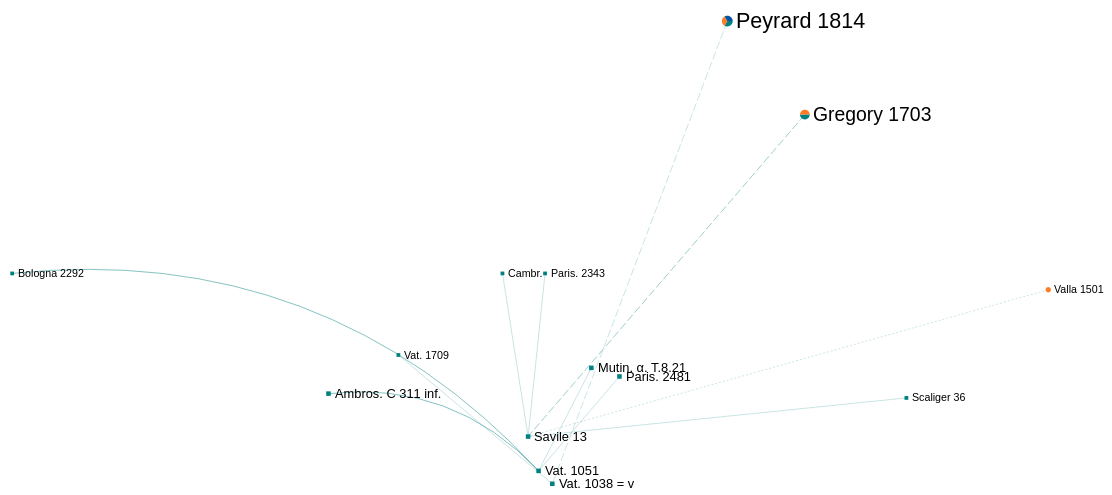 Peyrard 1814
Gregory 1703
Bologna 2292
Cambr.
Paris. 2343
Valla 1501
Vat. 1709
Mutin. α. T.8.21
Paris. 2481
Ambros. C 311 inf.
Scaliger 36
Savile 13
Vat. 1051
Vat. 1038 = v